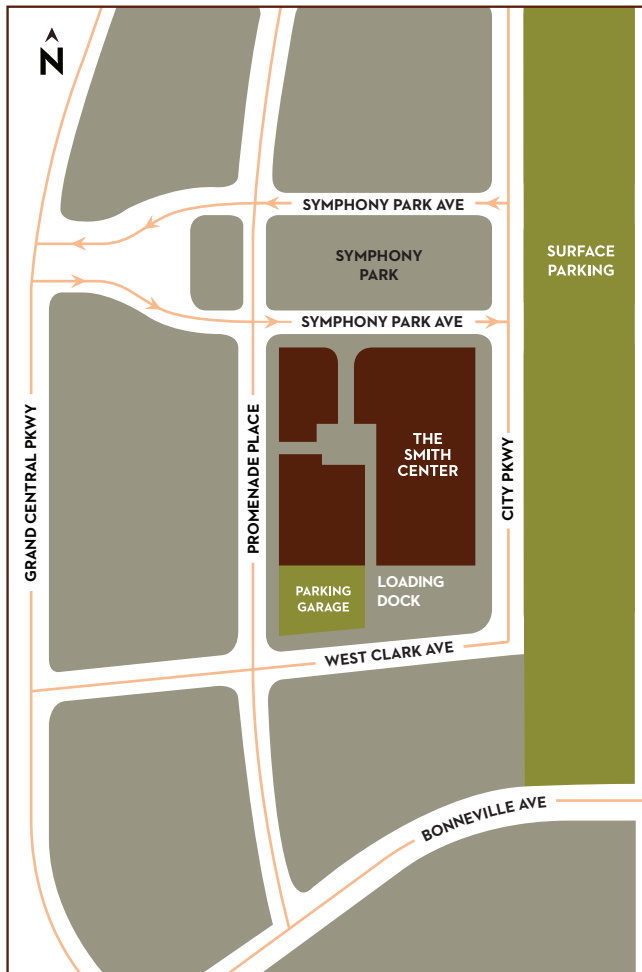 N
SYMPHONY PARK AVE
SYMPHONY
PARK
SURFACE
PARKING
SYMPHONY PARK AVE
GRAND CENTRAL PKWY
PROMENADE PLACE
THE
SMITH
CENTER
CITY PKWY
PARKING
GARAGE
LOADING
DOCK
WEST CLARK AVE
BONNEVILLE AVE